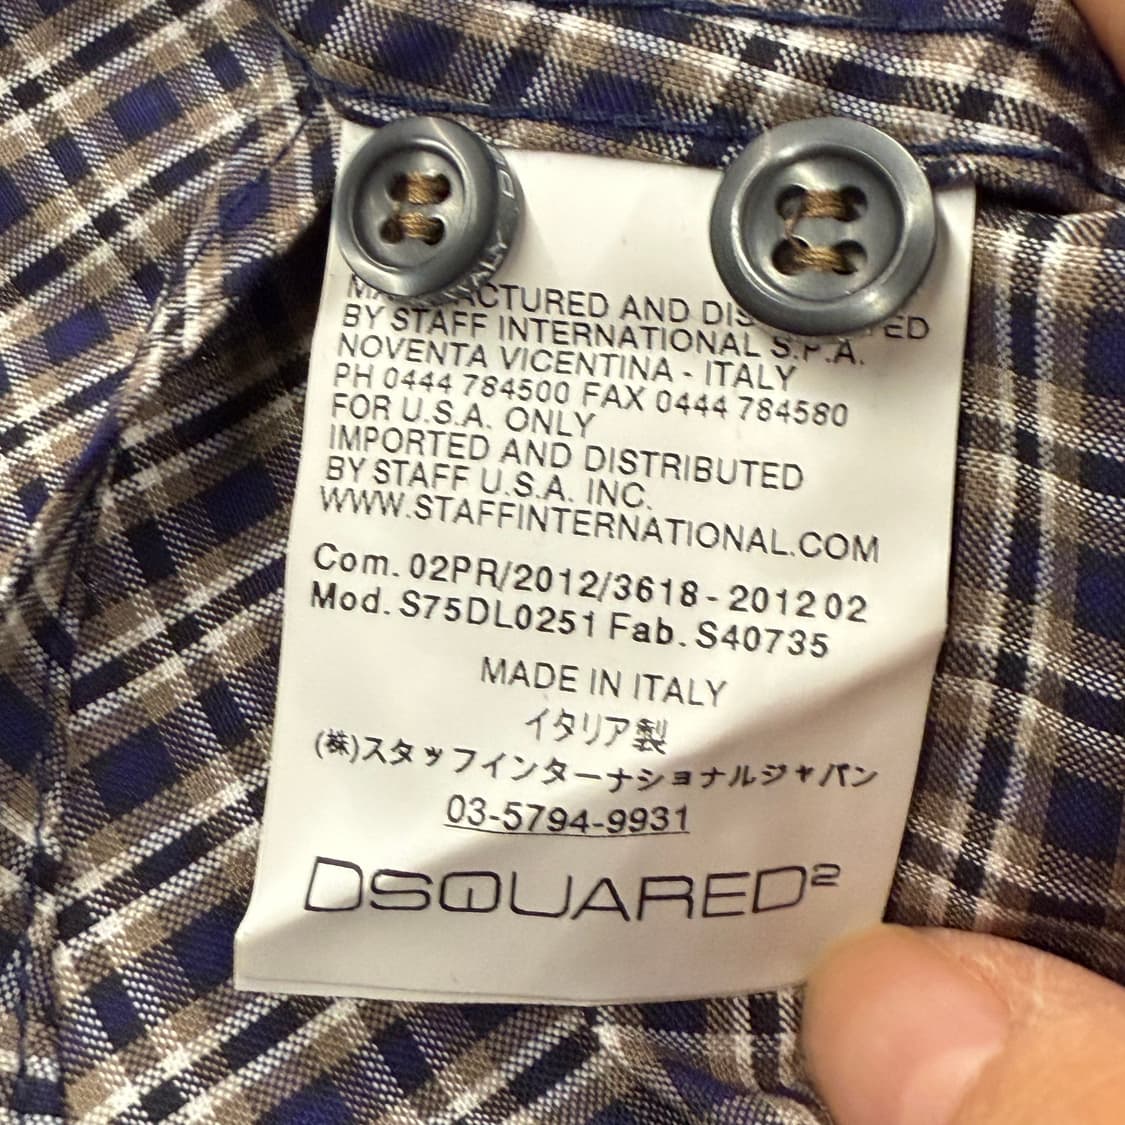 AND
BY STAFF INTERNATIONAL S.P.A.
NOVENTA VICENTINA - ITALY
PH 0444 784500 FAX 0444 784580
FOR U.S.A. ONLY
IMPORTED AND DISTRIBUTED
BY STAFF U.S.A. INC.
WWW.STAFFINTERNATIONAL.COM
Com. 02PR/2012/3618 - 2012 02
Mod. S75DL0251 Fab. S40735
MADE IN ITALY
イタリア製
(株)スタッフインターナショナルジャパン
03-5794-9931
DSQUARED2